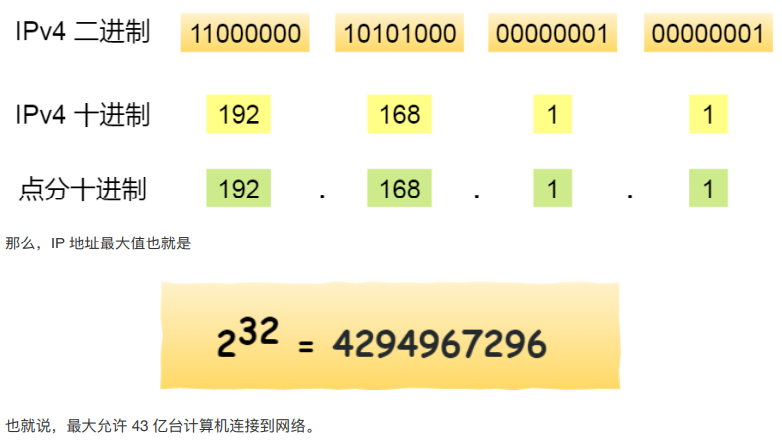 IPv4 二进制 11000000 10101000 00000001 00000001
IPv4 十进制 192 168 1 1
点分十进制 192 . 168 . 1 . 1
那么，IP 地址最大值也就是
2^32 = 4294967296
也就说，最大允许 43 亿台计算机连接到网络。